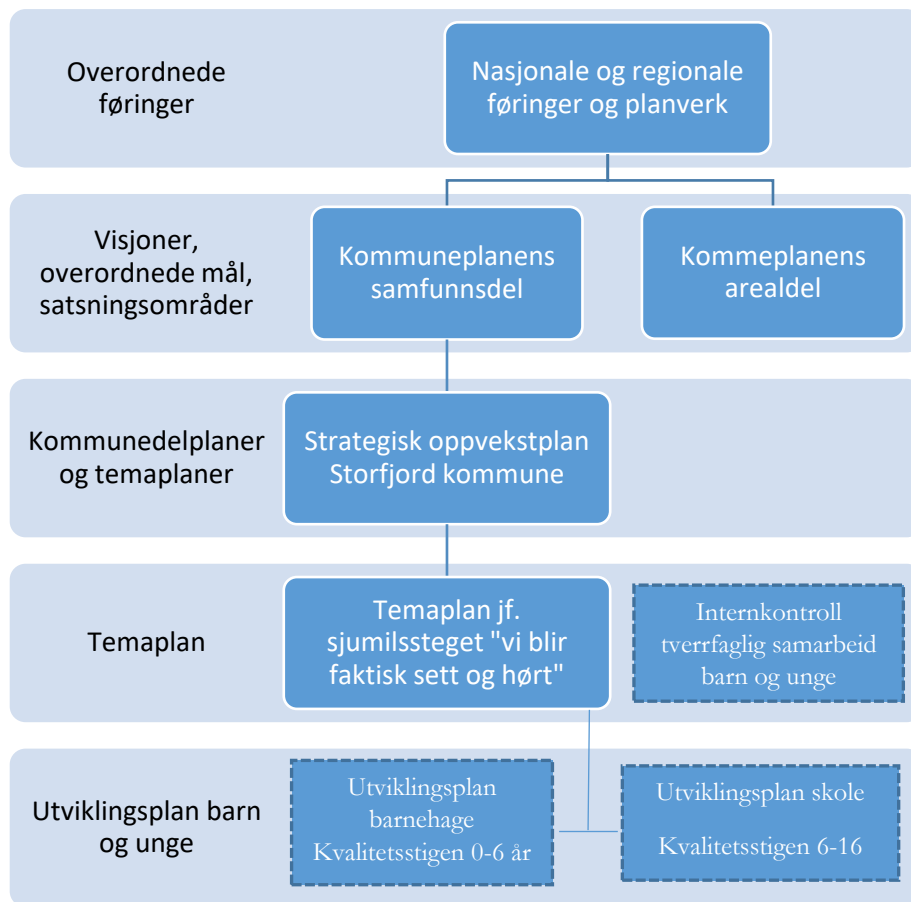 Overordnede
føringer
Nasjonale og regionale
føringer og planverk
Visjoner,
overordnede mål,
satsningsområder
Kommuneplanens
samfunnsdel
Kommeplanens
arealdel
Kommunedelplaner
og temaplaner
Strategisk oppvekstplan
Storfjord kommune
Temaplan
Temaplan jf.
sjumilssteget "vi blir
faktisk sett og hørt"
Internkontroll
tverrfaglig samarbeid
barn og unge
Utviklingsplan barn
og unge
Utviklingsplan
barnehage
Kvalitetsstigen 0-6 år
Utviklingsplan skole
Kvalitetsstigen 6-16